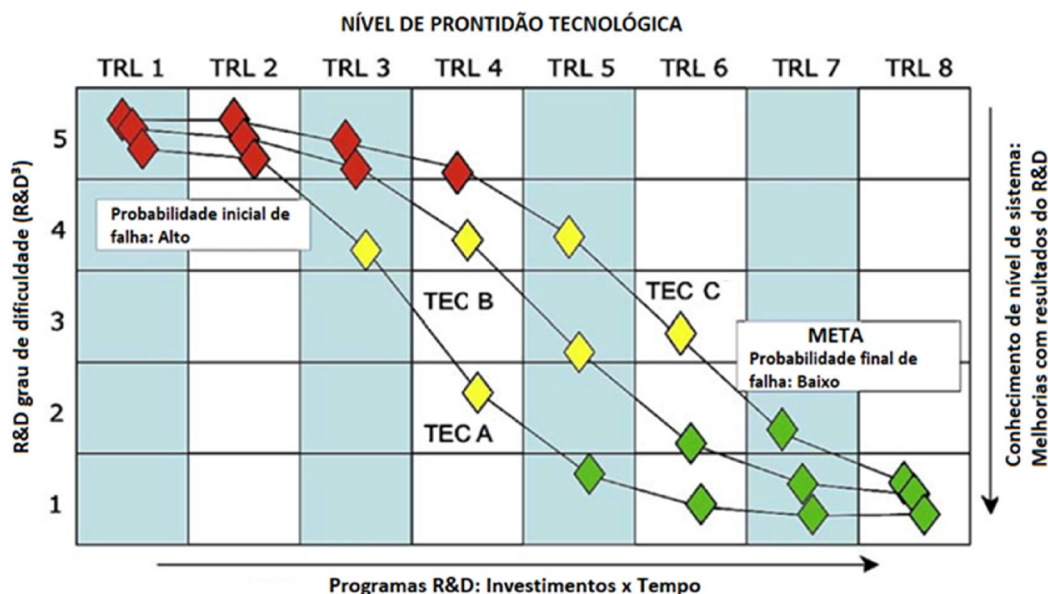 NÍVEL DE PRONTIDÃO TECNOLÓGICA
TRL 1 TRL 2 TRL 3 TRL 4 TRL 5 TRL 6 TRL 7 TRL 8
R&D grau de dificuldade (R&D³)
5
4
3
2
1
Probabilidade inicial de
falha: Alto
TEC B
TEC C
TEC A
META
Probabilidade final de
falha: Baixo
Conhecimento de nível de sistema:
Melhorias com resultados do R&D
Programas R&D: Investimentos x Tempo